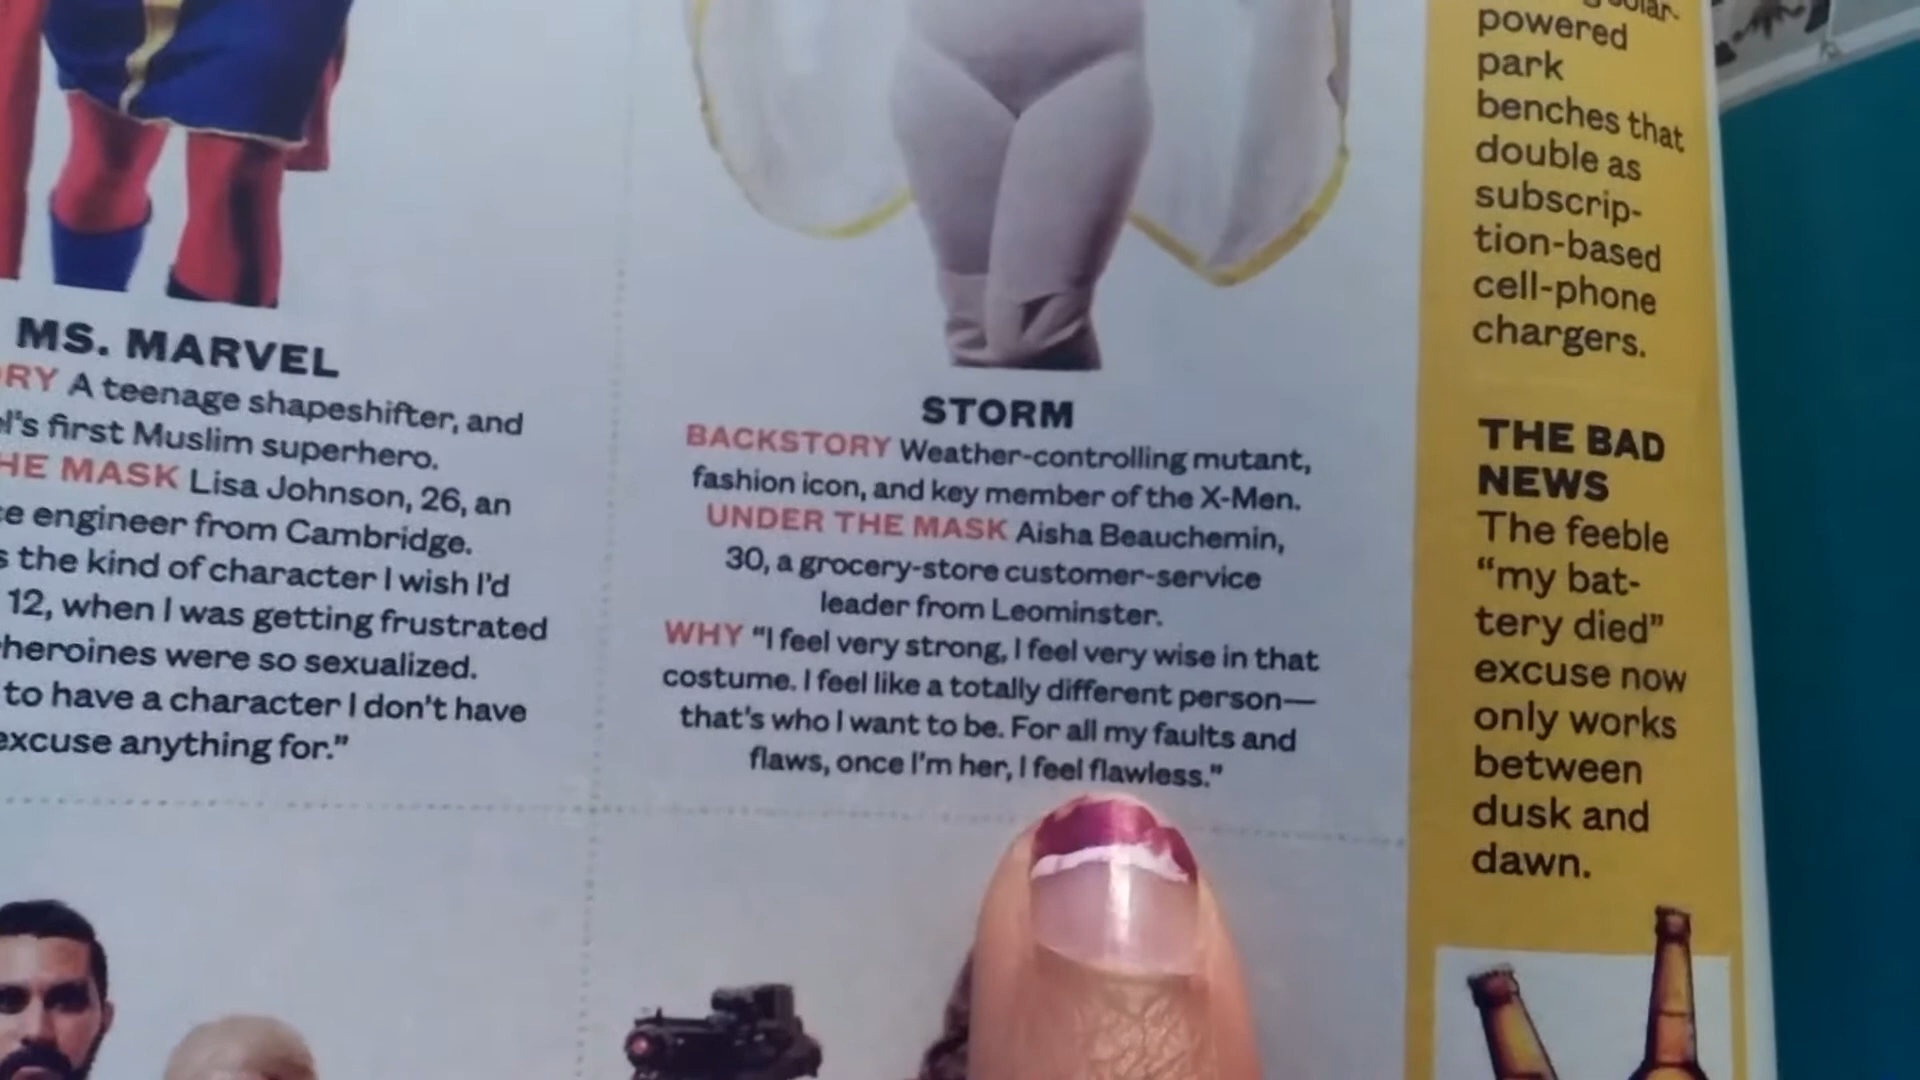 MS. MARVEL
A teenage shapeshifter, and
first Muslim superhero.
THE MASK Lisa Johnson, 26, an
engineer from Cambridge.
the kind of character I wish I'd
12, when I was getting frustrated
heroines were so sexualized.
to have a character I don't have
excuse anything for."
STORM
BACKSTORY Weather-controlling mutant,
fashion icon, and key member of the X-Men.
UNDER THE MASK Aisha Beauchemin,
30, a grocery-store customer-service
leader from Leominster.
WHY "I feel very strong, I feel very wise in that
costume. I feel like a totally different person—
that's who I want to be. For all my faults and
flaws, once I'm her, I feel flawless."
powered
park
benches that
double as
subscrip-
tion-based
cell-phone
chargers.
THE BAD
NEWS
The feeble
"my bat-
tery died"
excuse now
only works
between
dusk and
dawn.